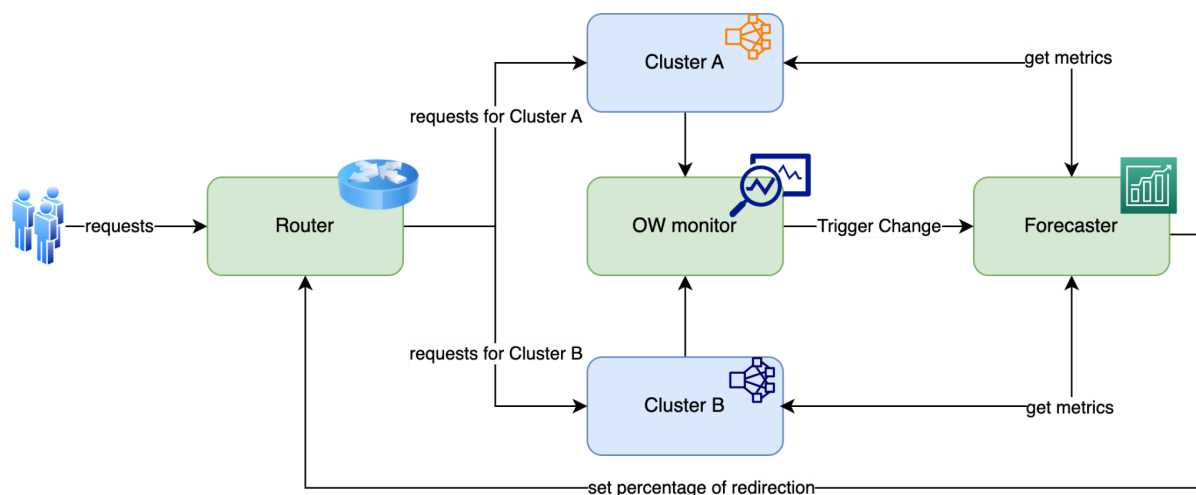 Cluster A
get metrics
requests for Cluster A
requests
Router
OW monitor
Trigger Change
Forecaster
requests for Cluster B
Cluster B
get metrics
set percentage of redirection